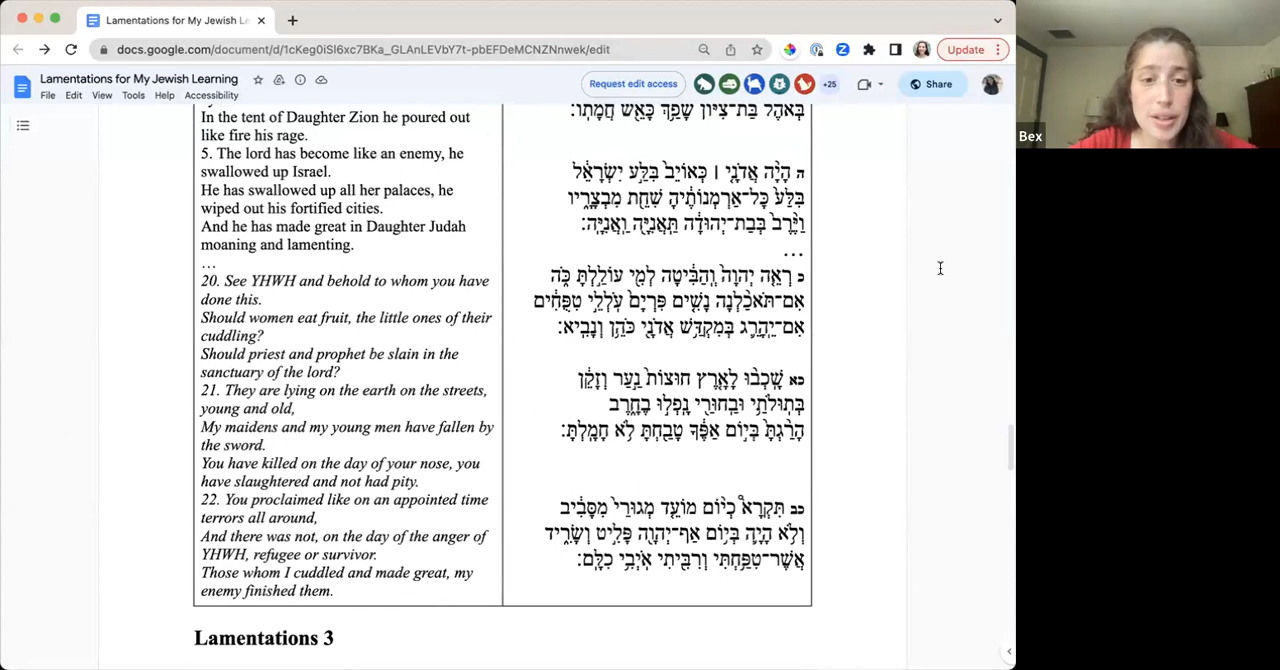 Lamentations for My Jewish Le
docs.google.com/document/d/1cKeg0iSl6xc7BKa_GLAnLEVbY7t-pbEFDeMCNZNnwek/edit
Update
Lamentations for My Jewish Learning
File Edit View Tools Help Accessibility
Request edit access
+25
Share
In the tent of Daughter Zion he poured out
like fire his rage.
5. The lord has become like an enemy, he
swallowed up Israel.
He has swallowed up all her palaces, he
wiped out his fortified cities.
And he has made great in Daughter Judah
moaning and lamenting.
…
20. See YHWH and behold to whom you have
done this.
Should women eat fruit, the little ones of their
cuddling?
Should priest and prophet be slain in the
sanctuary of the lord?
21. They are lying on the earth on the streets,
young and old,
My maidens and my young men have fallen by
the sword.
You have killed on the day of your nose, you
have slaughtered and not had pity.
22. You proclaimed like on an appointed time
terrors all around,
And there was not, on the day of the anger of
YHWH, refugee or survivor.
Those whom I cuddled and made great, my
enemy finished them.
בְּאֹ֙הֶל֙ בַּת־צִיּ֔וֹן שָׁפַ֥ךְ כָּאֵ֖שׁ חֲמָתֽוֹ׃
ה הָיָ֨ה אֲדֹנָ֤י ׀ כְּאוֹיֵב֙ בִּלַּ֣ע יִשְׂרָאֵ֔ל
בִּלַּע֙ כׇּל־אַרְמְנוֹתֶ֔יהָ שִׁחֵ֖ת מִבְצָרָ֑יו
וַיֶּ֙רֶב֙ בְּבַת־יְהוּדָ֔ה תַּאֲנִיָּ֖ה וַאֲנִיָּֽה׃
…
כ רְאֵ֤ה יְהוָה֙ וְֽהַבִּ֔יטָה לְמִ֖י עוֹלַ֣לְתָּ כֹּ֑ה
אִם־תֹּאכַ֨לְנָה נָשִׁ֤ים פִּרְיָם֙ עֹלְלֵ֣י טִפֻּחִ֔ים
אִם־יֵהָרֵ֛ג בְּמִקְדַּ֥שׁ אֲדֹנָ֖י כֹּהֵ֥ן וְנָבִֽיא׃
כא שָׁכְב֨וּ לָאָ֤רֶץ חוּצוֹת֙ נַ֣עַר וְזָקֵ֔ן
בְּתוּלֹתַ֥י וּבַחוּרַ֖י נָפְל֣וּ בֶחָ֑רֶב
הָרַ֙גְתָּ֙ בְּי֣וֹם אַפֶּ֔ךָ טָבַ֖חְתָּ לֹ֥א חָמָֽלְתָּ׃
כב תִּקְרָא֩ כְי֨וֹם מוֹעֵ֤ד מְגוּרַי֙ מִסָּבִ֔יב
וְלֹ֥א הָיָ֛ה בְּי֥וֹם אַף־יְהוָ֖ה פָּלִ֣יט וְשָׂרִ֑יד
אֲשֶׁר־טִפַּ֥חְתִּי וְרִבִּ֖יתִי אֹיְבִ֥י כִלָּֽם׃
Lamentations 3
Bex